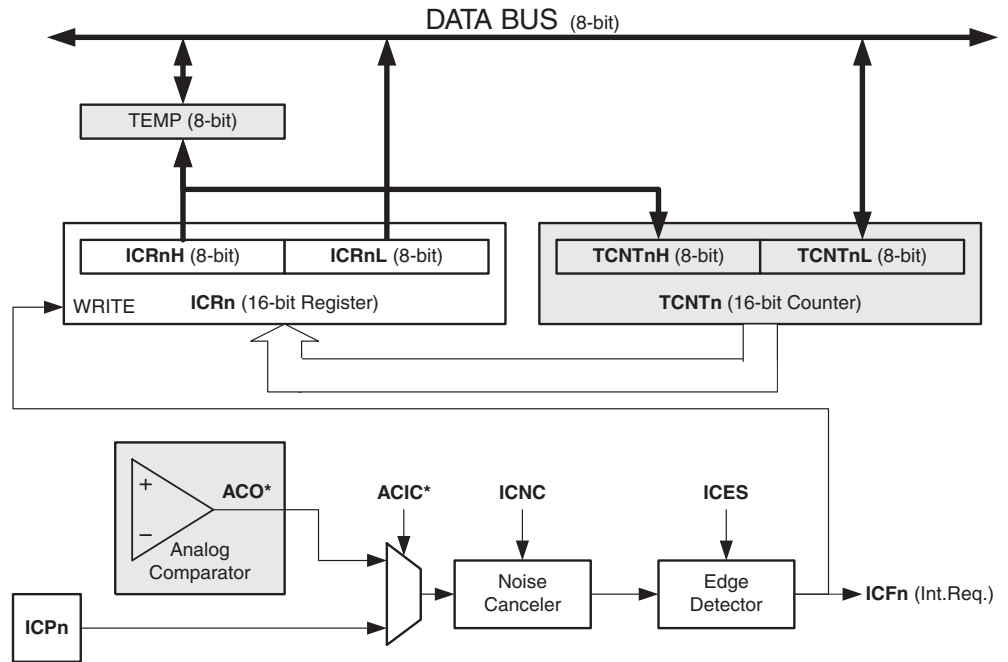 DATA BUS (8-bit)
TEMP (8-bit)
ICRnH (8-bit)
ICRnL (8-bit)
TCNTnH (8-bit)
TCNTnL (8-bit)
WRITE
ICRn (16-bit Register)
TCNTn (16-bit Counter)
+
−
ACO*
Analog
Comparator
ACIC*
ICNC
ICES
Noise
Canceler
Edge
Detector
ICFn (Int.Req.)
ICPn